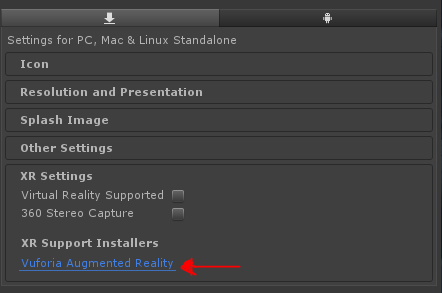 Settings for PC, Mac & Linux Standalone
Icon
Resolution and Presentation
Splash Image
Other Settings
XR Settings
Virtual Reality Supported
360 Stereo Capture
XR Support Installers
Vuforia Augmented Reality